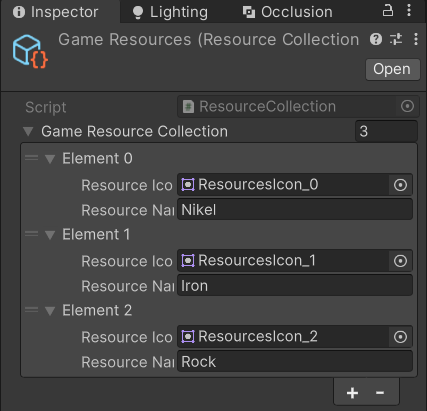 Inspector Lighting Occlusion
Game Resources (Resource Collection
Open
Script ResourceCollection
Game Resource Collection 3
Element 0
Resource Ico ResourcesIcon_0
Resource Nai Nikel
Element 1
Resource Ico ResourcesIcon_1
Resource Nai Iron
Element 2
Resource Ico ResourcesIcon_2
Resource Nai Rock